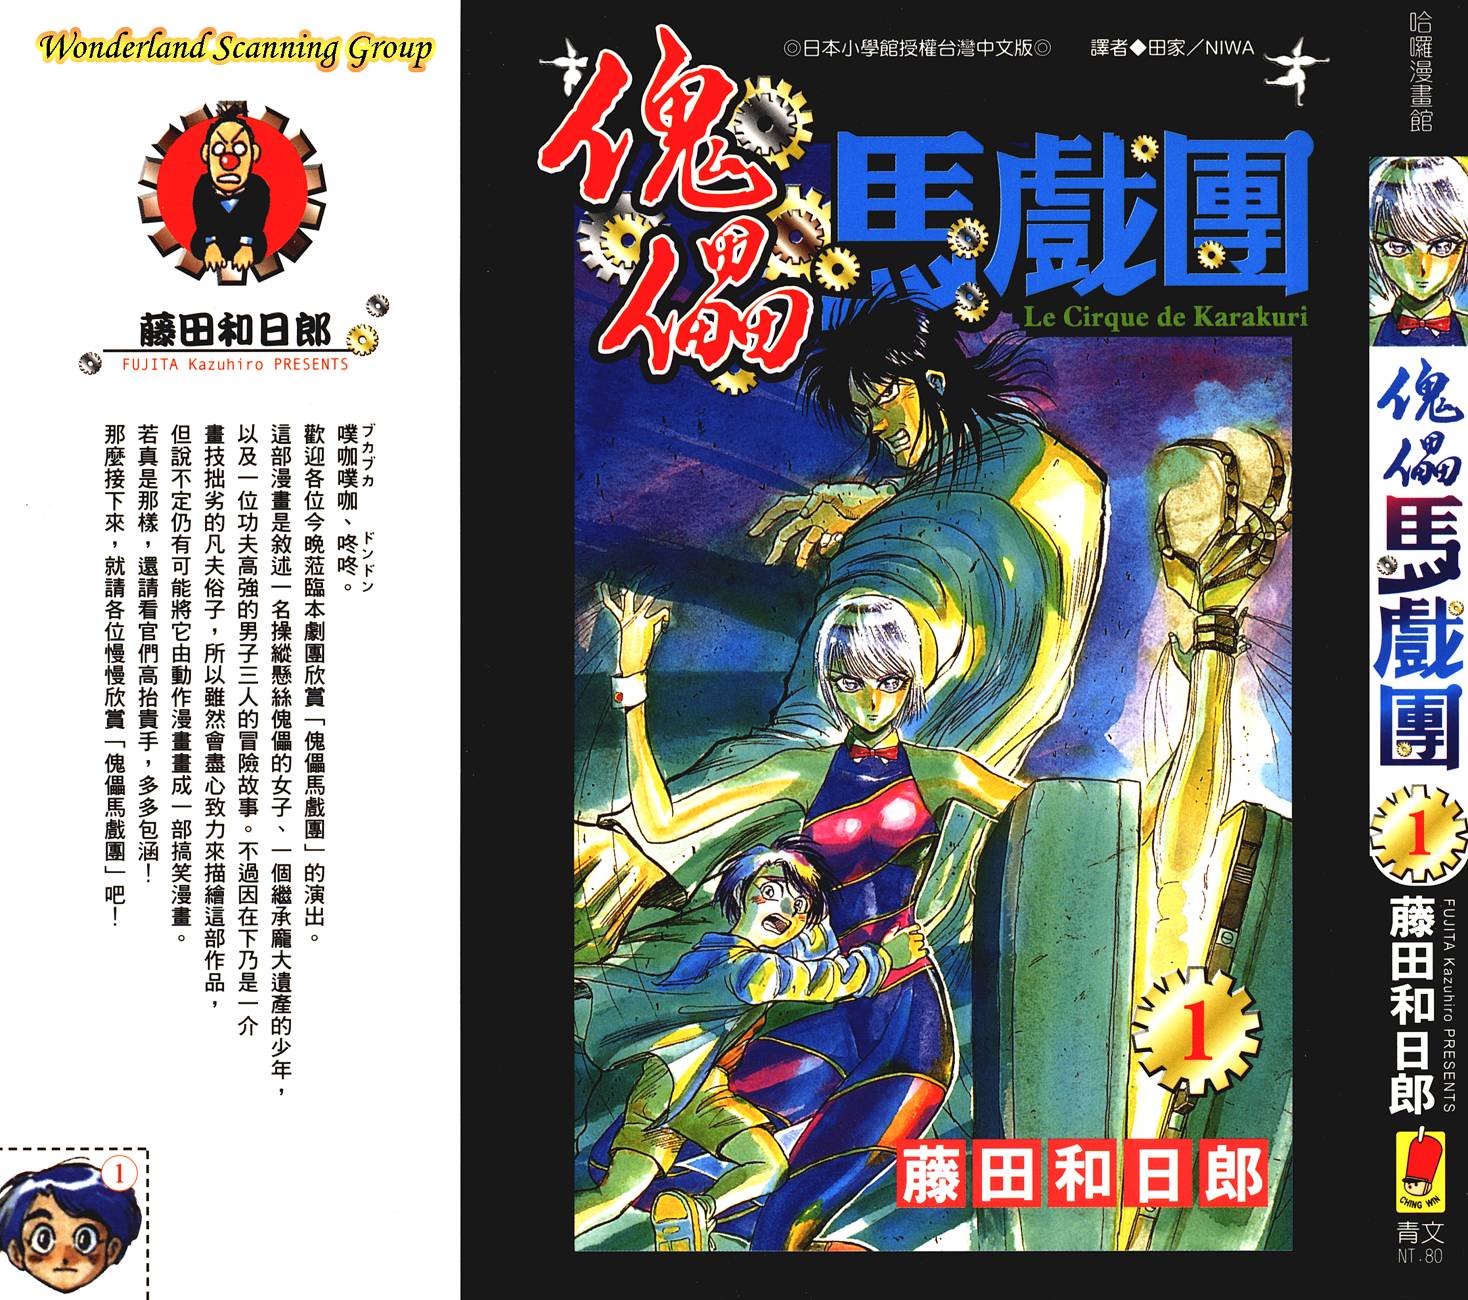 Wonderland Scanning Group
藤田和日郎
FUJITA Kazuhiro PRESENTS
噗咖噗咖、咚咚。
ブカブカ ドンドン
歡迎各位今晚蒞臨本劇團欣賞「傀儡馬戲團」的演出。
這部漫畫是敘述一名操縱懸絲傀儡的女子、一個繼承龐大遺產的少年，
以及一位功夫高強的男子三人的冒險故事。不過因在下乃是一介
畫技拙劣的凡夫俗子，所以雖然會盡心致力來描繪這部作品，
但說不定仍有可能將它由動作漫畫畫成一部搞笑漫畫。
若真是那樣，還請看官們高抬貴手，多多包涵！
那麼接下來，就請各位慢慢欣賞「傀儡馬戲團」吧！
1
◎日本小學館授權台灣中文版◎
譯者◆田家／NIWA
傀儡馬戲團
Le Cirque de Karakuri
1
藤田和日郎
哈囉漫畫館
傀儡馬戲團
1
藤田和日郎
FUJITA Kazuhiro PRESENTS
CHING WIN
青文
NT.80